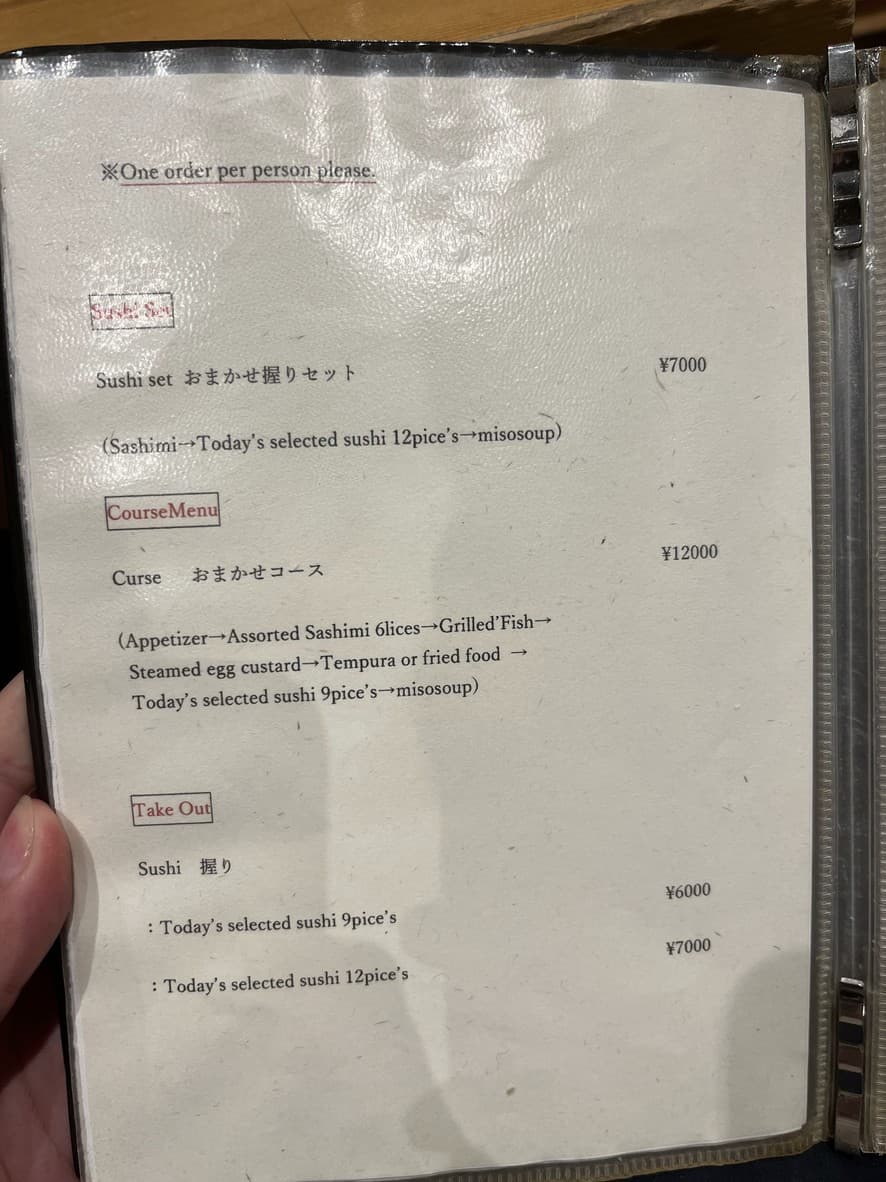 ※One order per person please.
Sushi Set
Sushi set おまかせ握りセット ¥7000
(Sashimi→Today's selected sushi 12pice's→misosoup)
CourseMenu
Curse おまかせコース ¥12000
(Appetizer→Assorted Sashimi 6lices→Grilled'Fish→
Steamed egg custard→Tempura or fried food →
Today's selected sushi 9pice's→misosoup)
Take Out
Sushi 握り
：Today's selected sushi 9pice's ¥6000
：Today's selected sushi 12pice's ¥7000